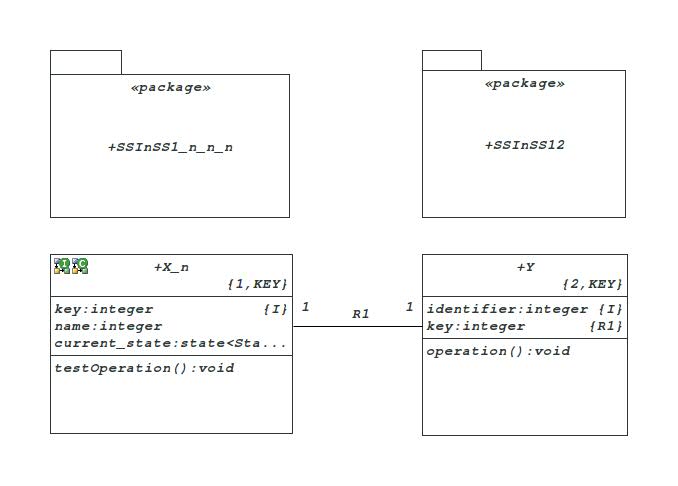 «package»
+SSInSS1_n_n_n
«package»
+SSInSS12
+X_n
{1,KEY}
key:integer {I}
name:integer
current_state:state<Sta...
testOperation():void
1 R1 1
+Y
{2,KEY}
identifier:integer {I}
key:integer {R1}
operation():void